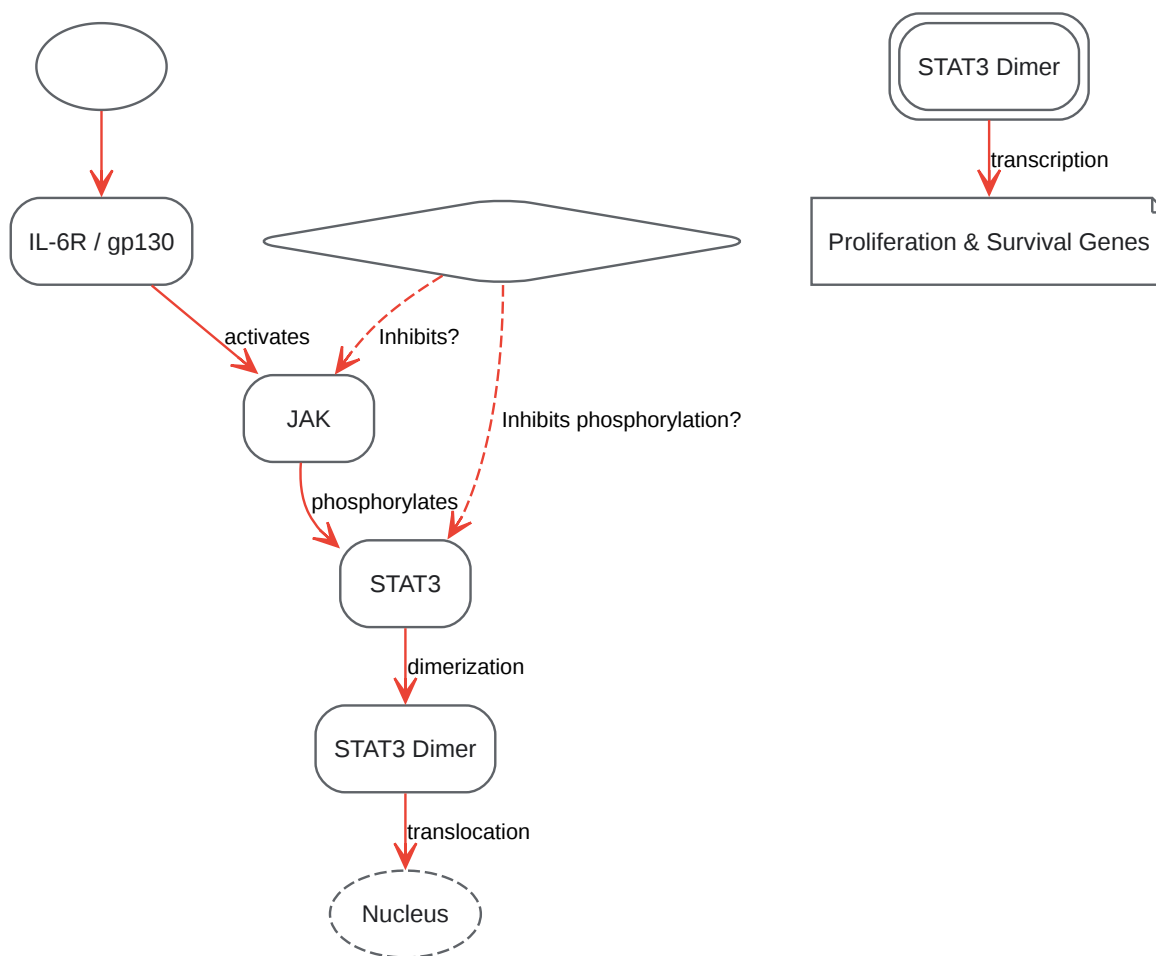 STAT3 Dimer
transcription
IL-6R / gp130
Proliferation & Survival Genes
activates
Inhibits?
JAK
Inhibits phosphorylation?
phosphorylates
STAT3
dimerization
STAT3 Dimer
translocation
Nucleus